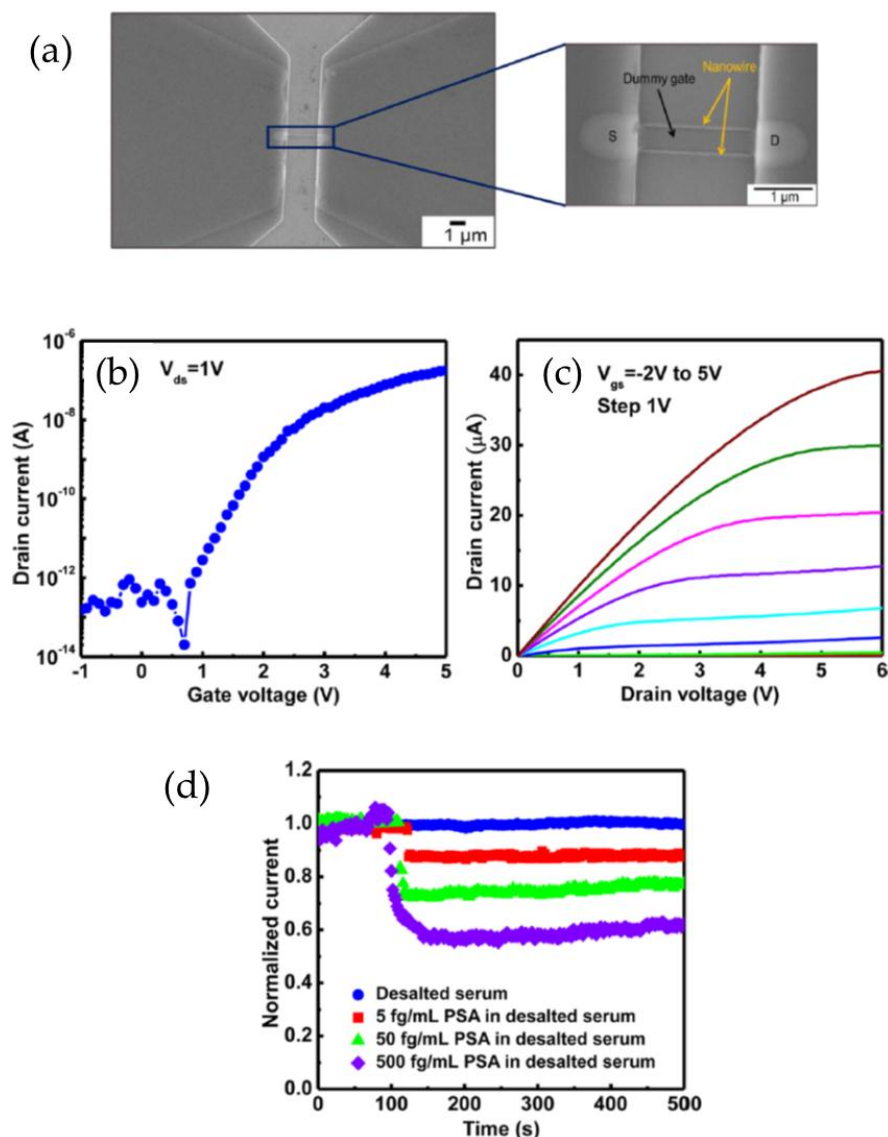 (a)
Nanowire
Dummy gate
S
D
1 μm
1 μm
(b)
V_ds=1V
10^-6
10^-8
10^-10
10^-12
10^-14
Drain current (A)
-1 0 1 2 3 4 5
Gate voltage (V)
(c)
V_gs=-2V to 5V
Step 1V
40
30
20
10
0
Drain current (μA)
0 1 2 3 4 5 6
Drain voltage (V)
(d)
1.2
1.0
0.8
0.6
0.4
0.2
0.0
Normalized current
Desalted serum
5 fg/mL PSA in desalted serum
50 fg/mL PSA in desalted serum
500 fg/mL PSA in desalted serum
0 100 200 300 400 500
Time (s)